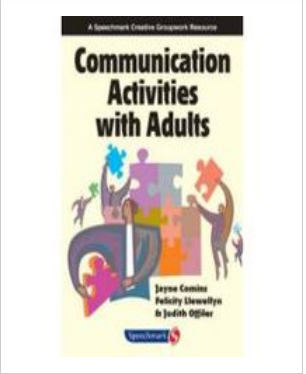 A Speechmark Creative Groupwork Resource
Communication
Activities
with Adults
Jayne Comins
Felicity Llewellyn
& Judith Offiler
Speechmark S